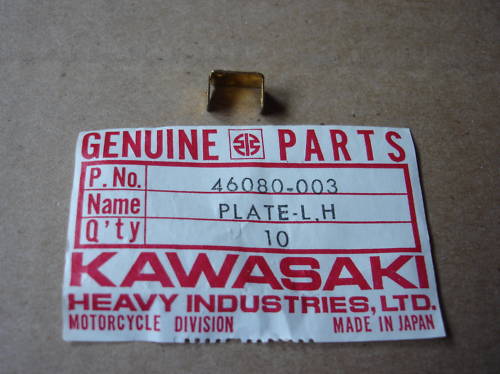 GENUINE PARTS
P. No. 46080-003
Name PLATE-L,H
Q'ty 10
KAWASAKI
HEAVY INDUSTRIES, LTD.
MOTORCYCLE DIVISION MADE IN JAPAN